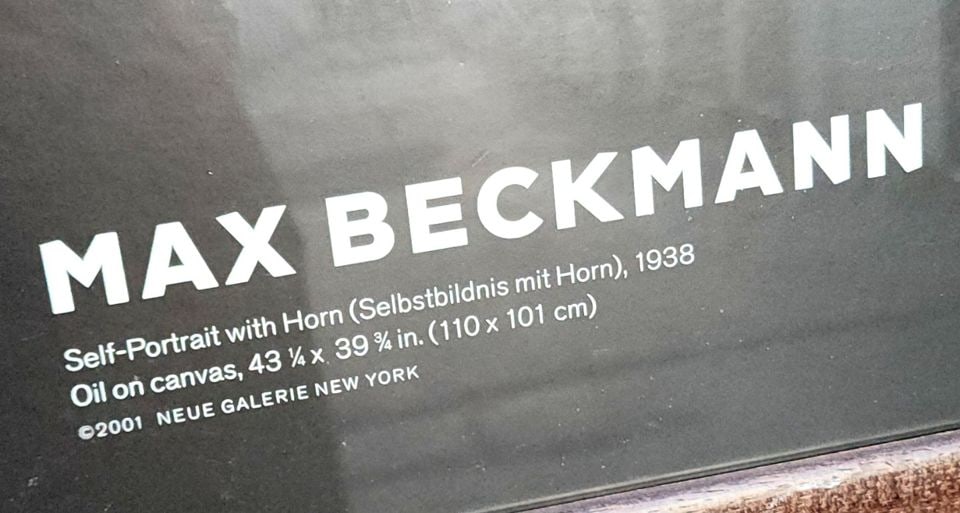 MAX BECKMANN
Self-Portrait with Horn (Selbstbildnis mit Horn), 1938
Oil on canvas, 43 ¼ x 39 ¾ in. (110 x 101 cm)
©2001 NEUE GALERIE NEW YORK